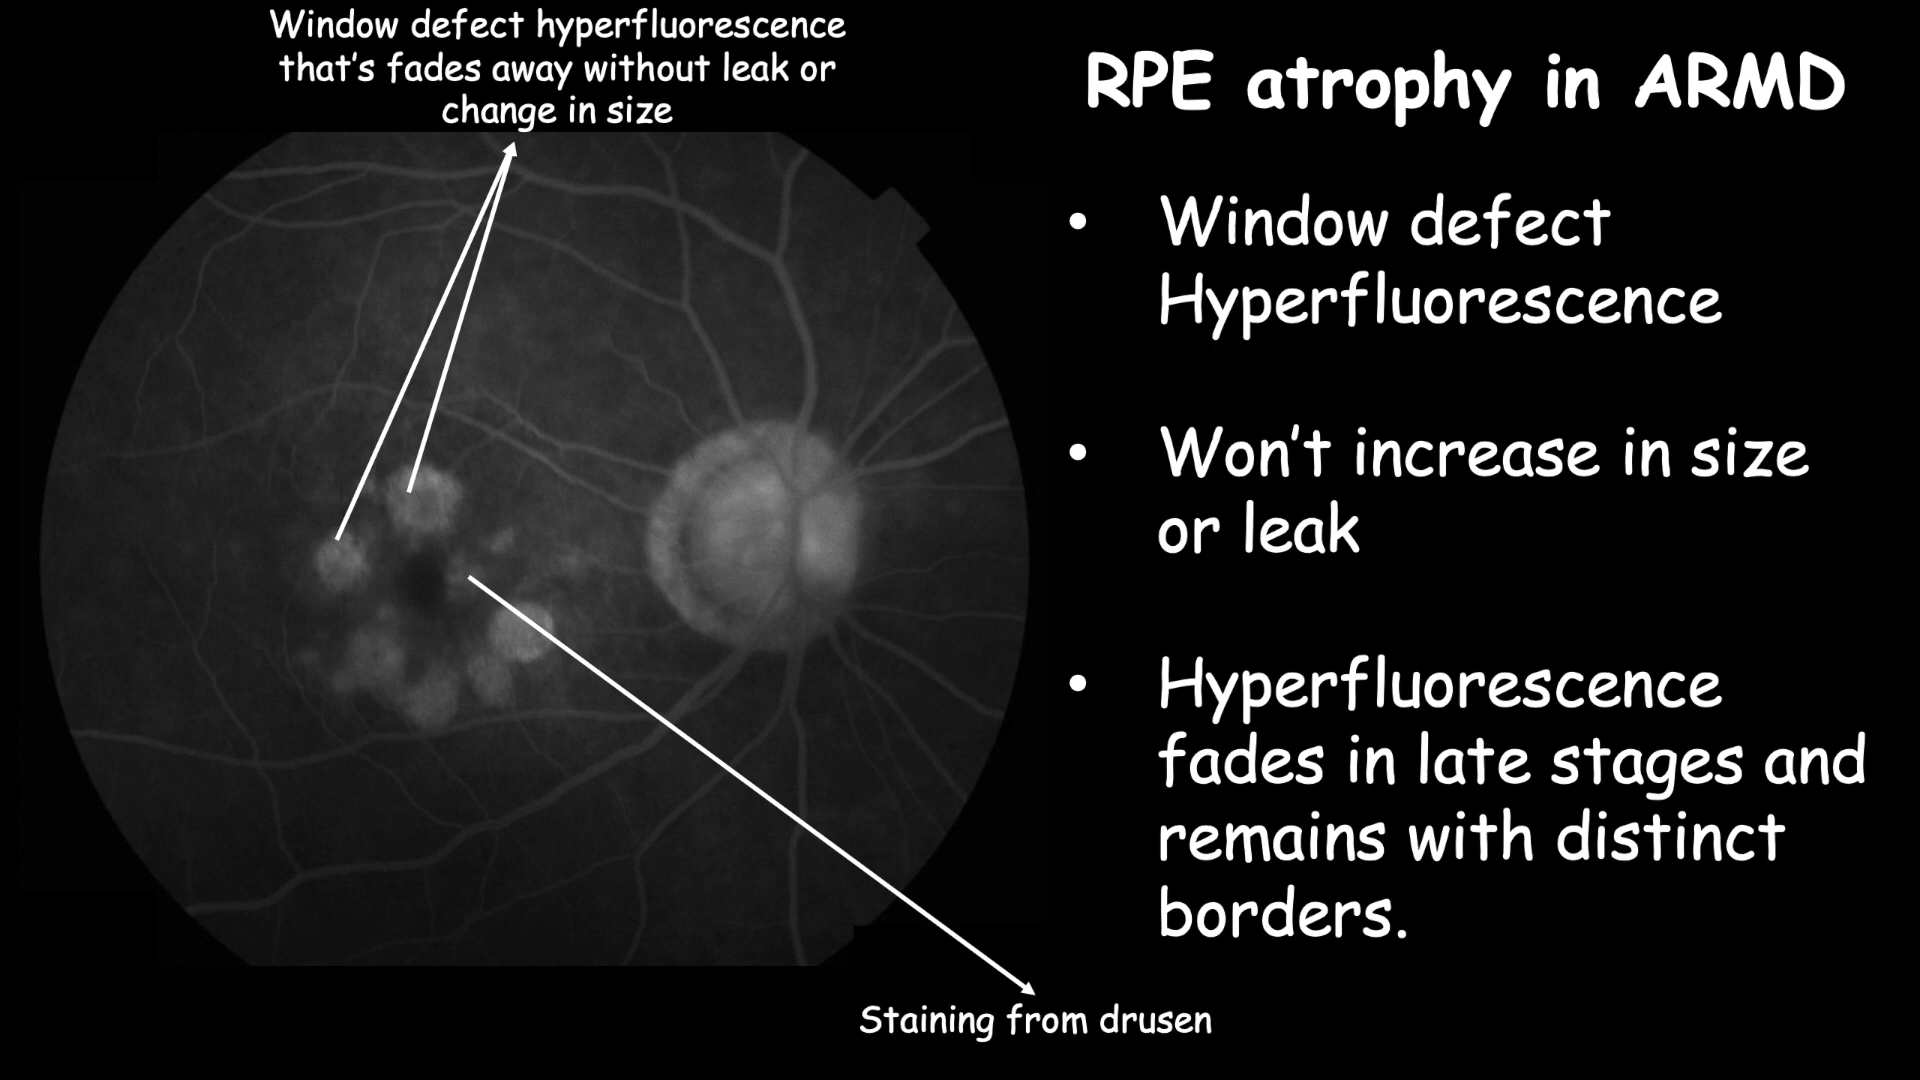 Window defect hyperfluorescence
that's fades away without leak or
change in size
RPE atrophy in ARMD
• Window defect
Hyperfluorescence
• Won't increase in size
or leak
• Hyperfluorescence
fades in late stages and
remains with distinct
borders.
Staining from drusen